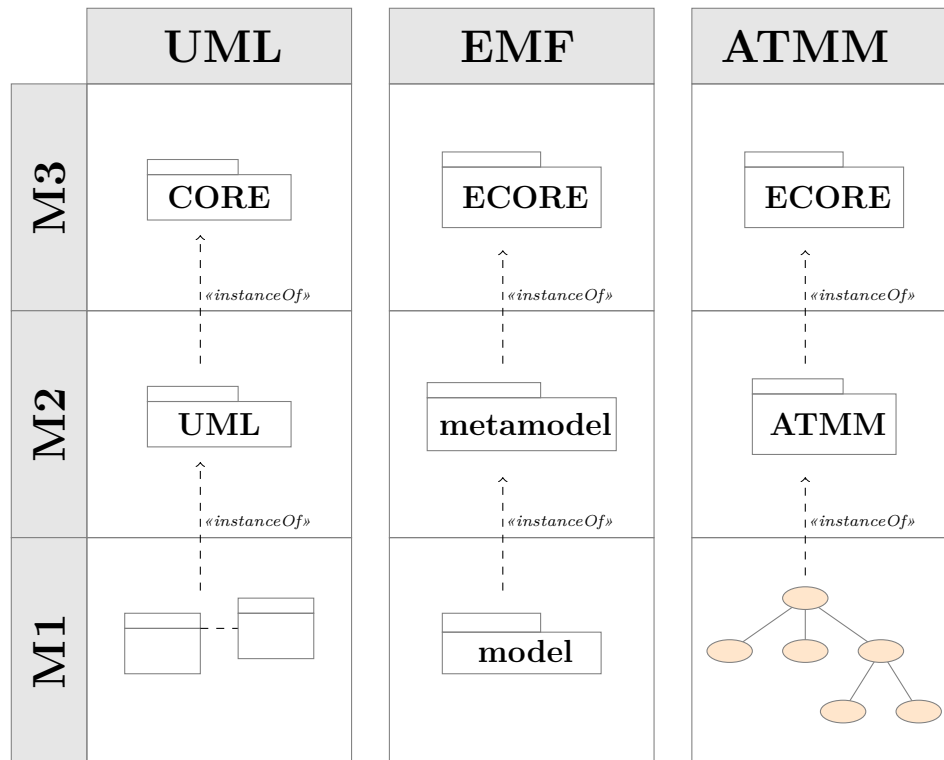 UML
EMF
ATMM
M3
CORE
ECORE
ECORE
«instanceOf»
«instanceOf»
«instanceOf»
M2
UML
metamodel
ATMM
«instanceOf»
«instanceOf»
«instanceOf»
M1
model